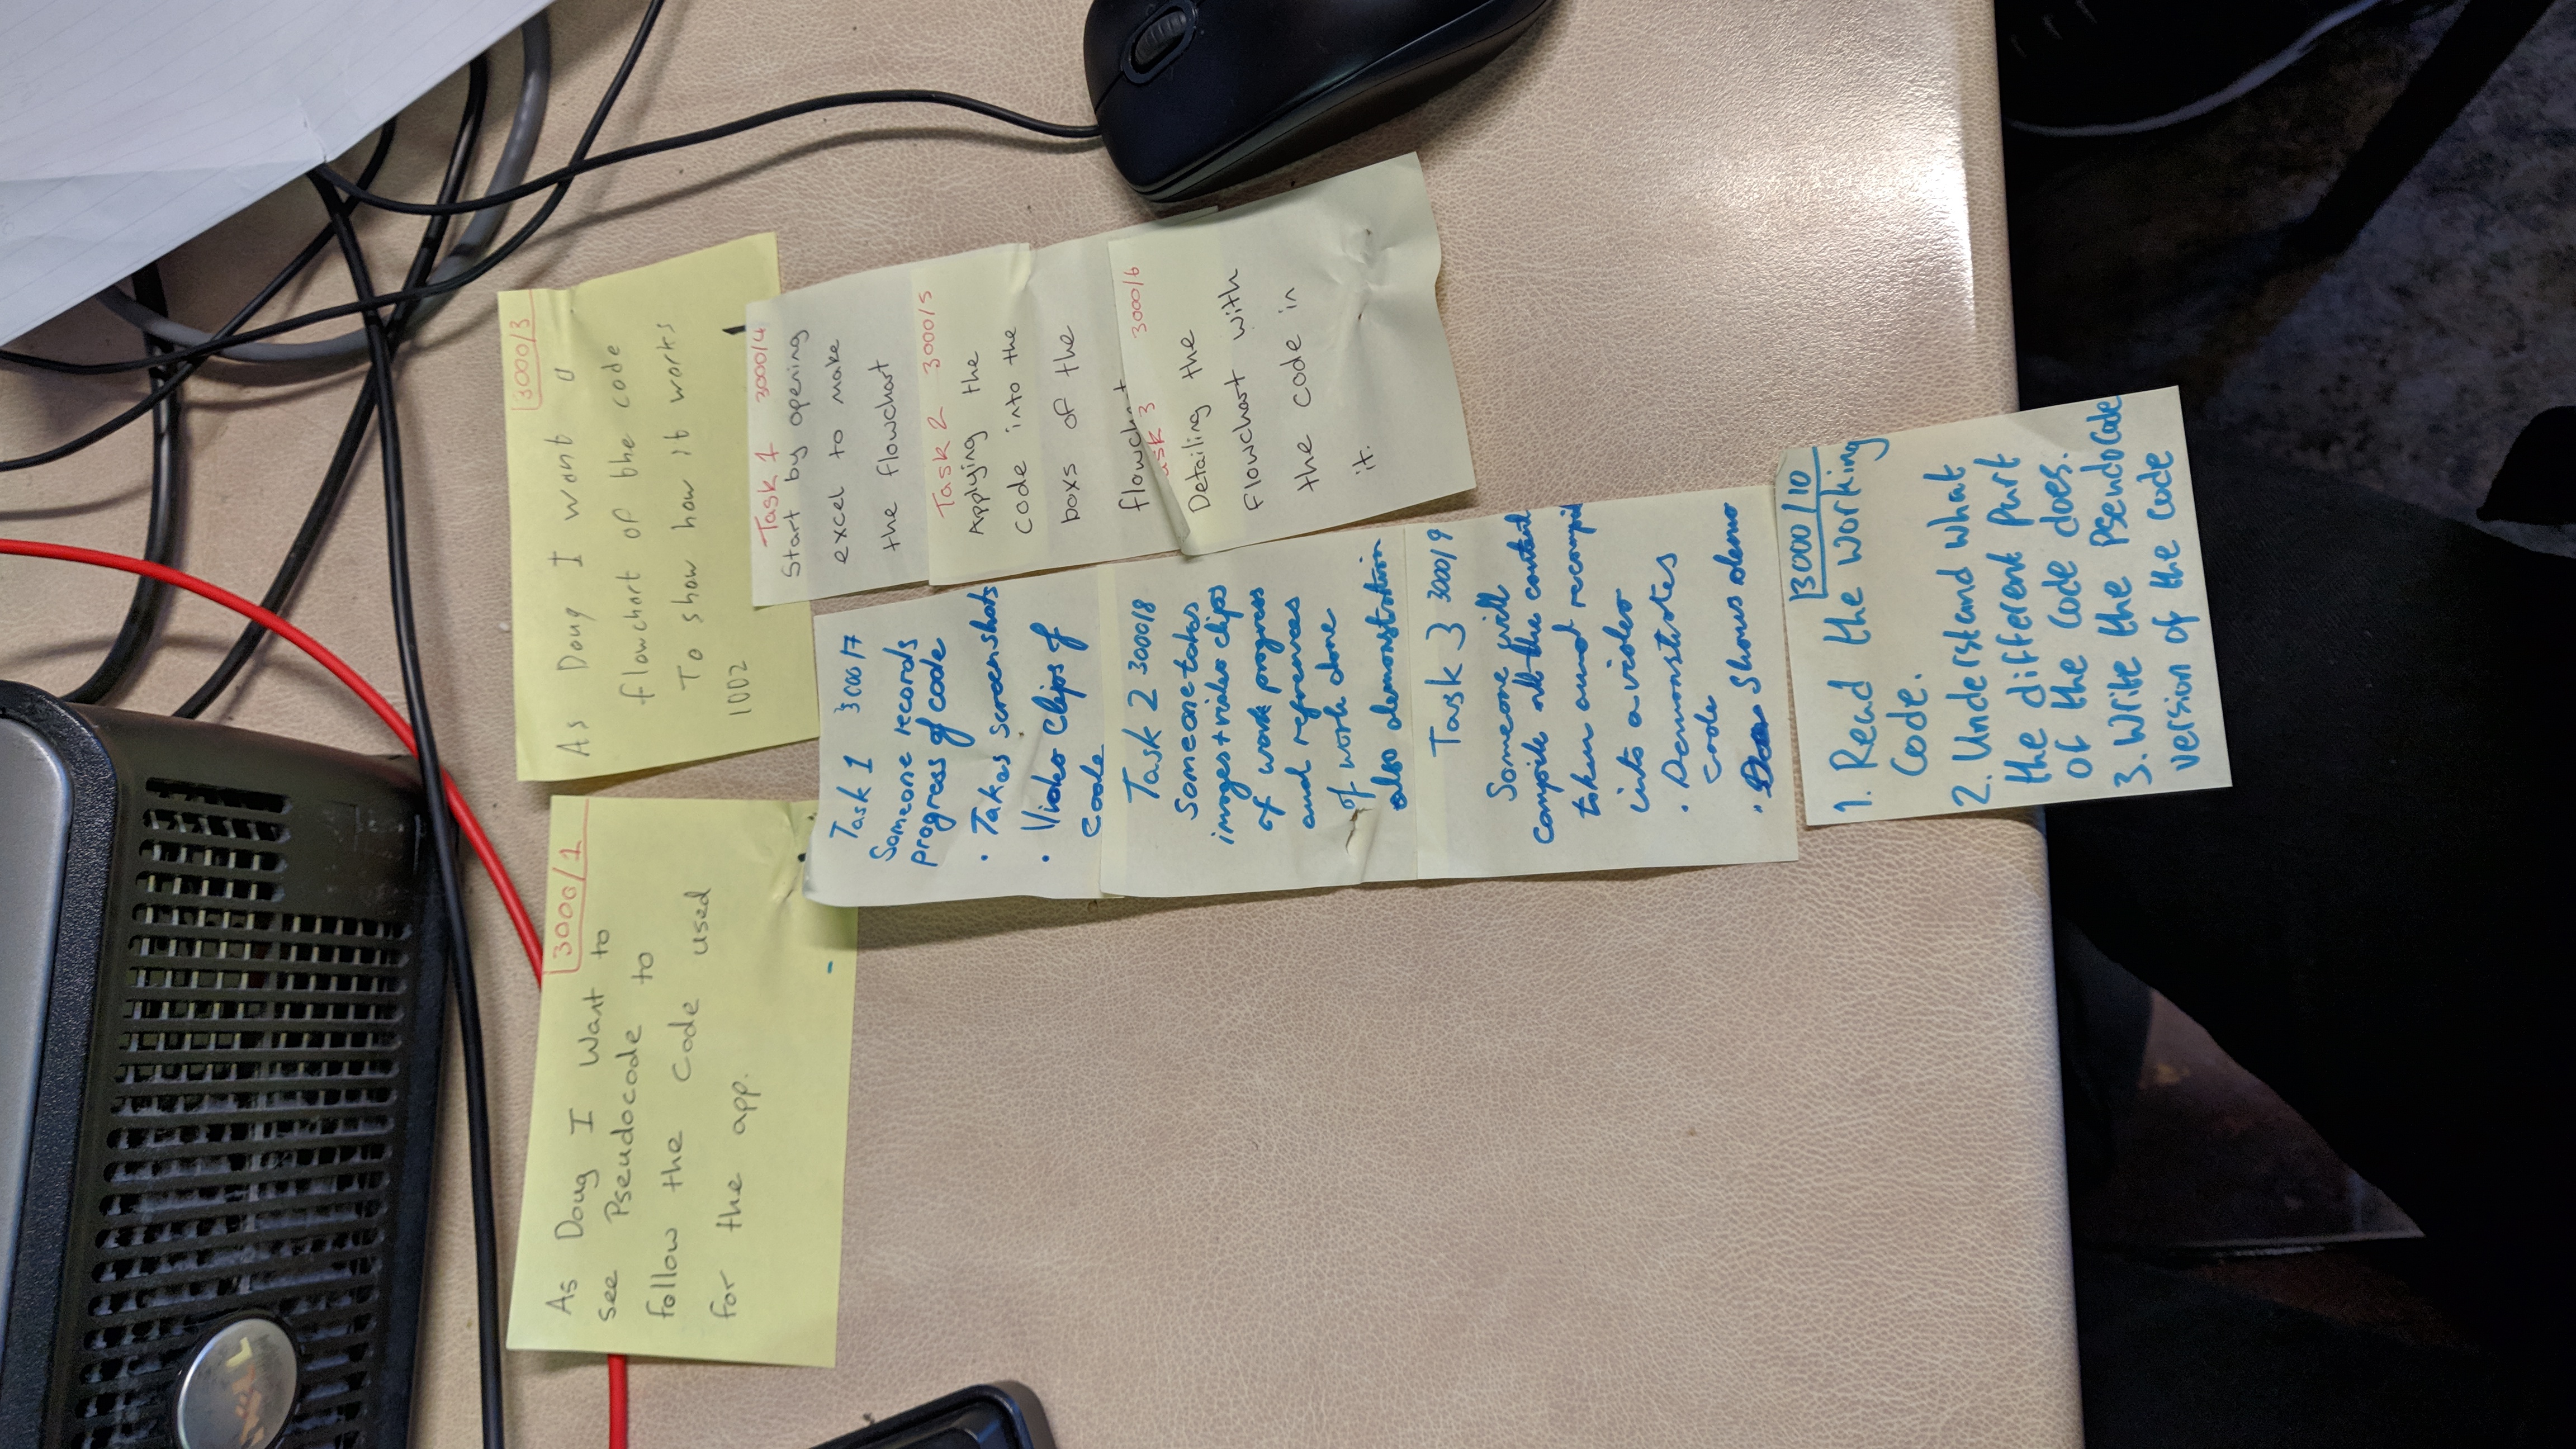 DELL
3000/1
As Doug I Want to
see Pseudocode to
follow the Code used
for the app.
3000/3
As Doug I want a
flowchart of the code
To show how it works
1002
Task 1 3000/4
Start by opening
excel to make
the flowchart
Task 2 3000/5
Applying the
code into the
boxs of the
flowchart
ask 3 3000/6
Detailing the
flowchart with
the code in
it.
Task 1 3000/7
Someone records
progress of code
• Takes screenshots
• Video Clips of
Code
Task 2 3000/8
Someone takes
images + video clips
of work progress
and refrences
of work done
also demonstration
Task 3 3000/9
Someone will
compile all the content
taken and recompil
into a video
• Demonstrates
code
• Shows demo
3000/10
1. Read the working
Code.
2. Understand what
the different part
of the code does.
3. Write the Pseudocode
version of the code